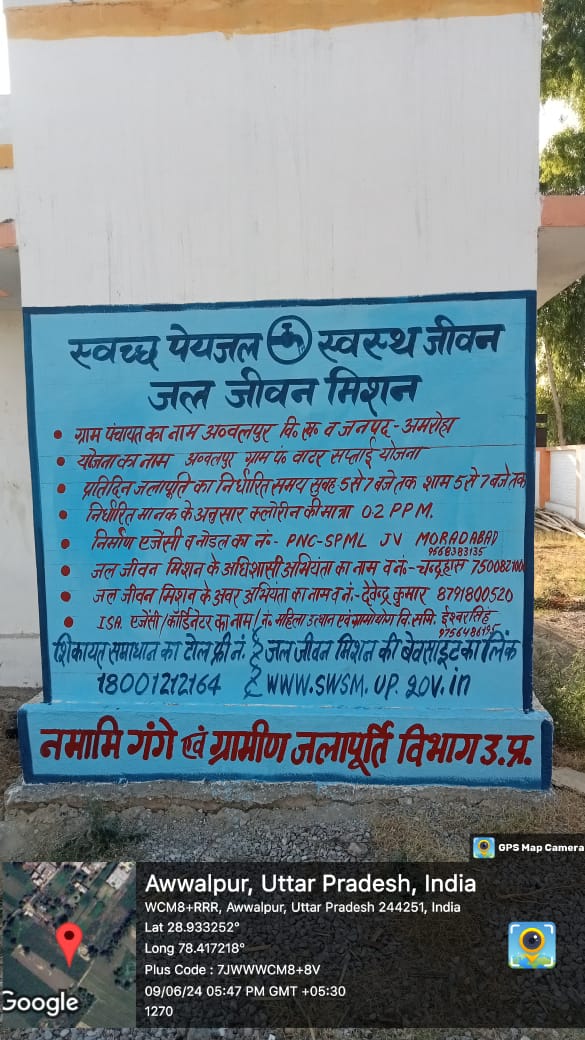 स्वच्छ पेयजल स्वस्थ जीवन
जल जीवन मिशन
• ग्राम पंचायत का नाम अव्वलपुर वि. ख. व जनपद - अमरोहा
• योजना का नाम अव्वलपुर ग्राम पं. वाटर सप्लाई योजना
• प्रतिदिन जलापूर्ति का निर्धारित समय सुबह 5 से 7 बजे तक शाम 5 से 7 बजे तक
• निर्धारित मानक के अनुसार क्लोरीन की मात्रा 02 PPM.
• निर्माण एजेंसी व नोडल का नं.- PNC-SPML JV MORADABAD
9568383135
• जल जीवन मिशन के अधिशासी अभियंता का नाम व नं.- चन्द्रहास
• जल जीवन मिशन के अवर अभियंता का नाम व नं.- देवेन्द्र कुमार 8791800520
• ISA. एजेंसी/कॉर्डिनेटर का नाम/नं. महिला उत्थान एवं ग्रामोद्योग वि. समि. ईश्वर सिंह
शिकायत समाधान का टोल फ्री नं. जल जीवन मिशन की बेवसाइट का लिंक
18001212164 WWW.SWSM.UP.gov.in
नमामि गंगे एवं ग्रामीण जलापूर्ति विभाग उ.प्र.
GPS Map Camera
Awwalpur, Uttar Pradesh, India
WCM8+RRR, Awwalpur, Uttar Pradesh 244251, India
Lat 28.933252°
Long 78.417218°
Plus Code : 7JWWWCM8+8V
09/06/24 05:47 PM GMT +05:30
1270
Google